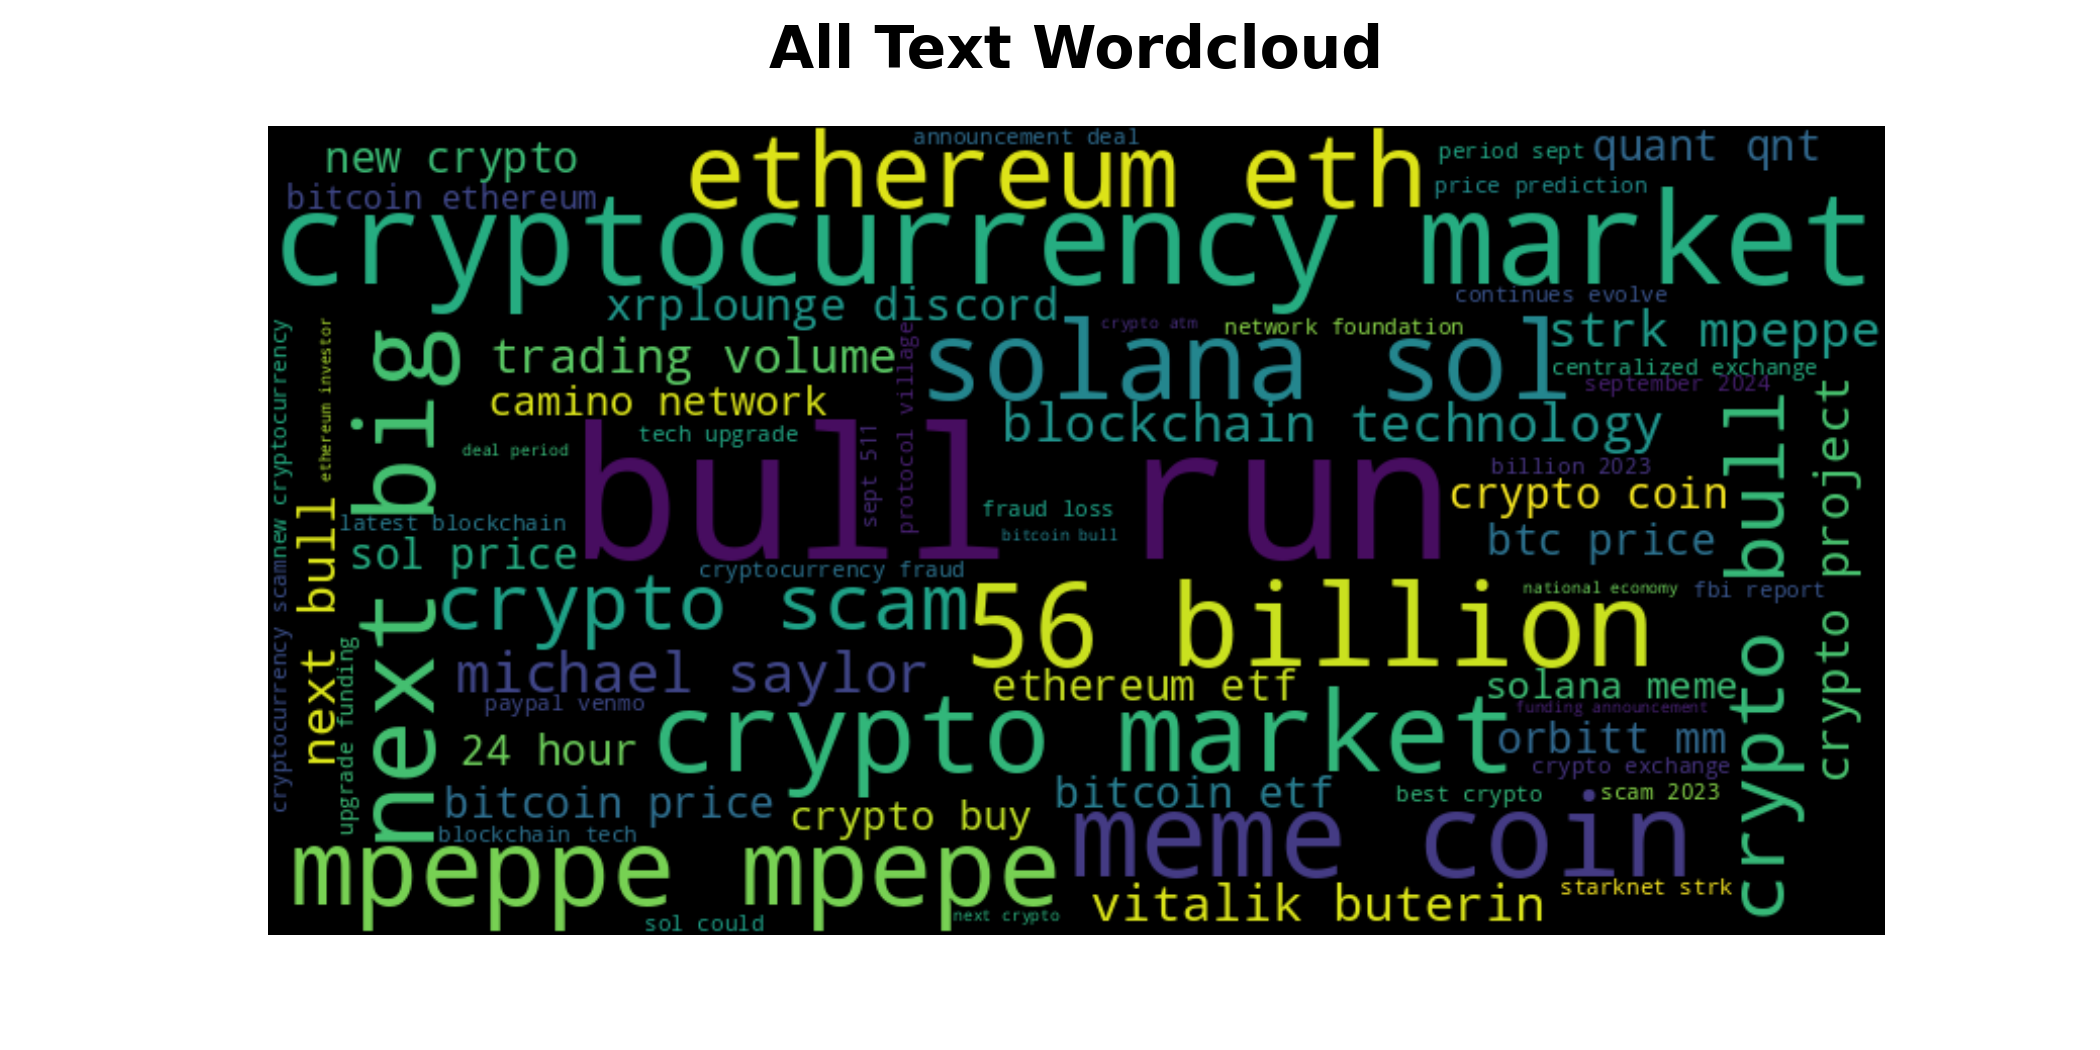 All Text Wordcloud
announcement deal
new crypto
ethereum eth
period sept
quant qnt
bitcoin ethereum
price prediction
cryptocurrency market
xrplounge discord
continues evolve
crypto atm
network foundation
strk mpeppe
solana sol
trading volume
centralized exchange
september 2024
camino network
blockchain technology
tech upgrade
deal period
bull run
sept 511
protocol village
billion 2023
crypto coin
fraud loss
latest blockchain
bitcoin bull
btc price
sol price
cryptocurrency fraud
crypto scam
56 billion
national economy
fbi report
michael saylor
ethereum etf
solana meme
paypal venmo
funding announcement
24 hour
crypto market
orbitt mm
crypto exchange
bitcoin price
bitcoin etf
best crypto
scam 2023
crypto buy
blockchain tech
meme coin
mpeppe mpepe
vitalik buterin
starknet strk
sol could
next crypto
new cryptocurrency
cryptocurrency scam
ethereum investor
next bull
upgrade funding
next big
crypto bull
crypto project